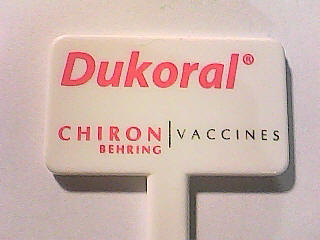 Dukoral®
CHIRON | VACCINES
BEHRING